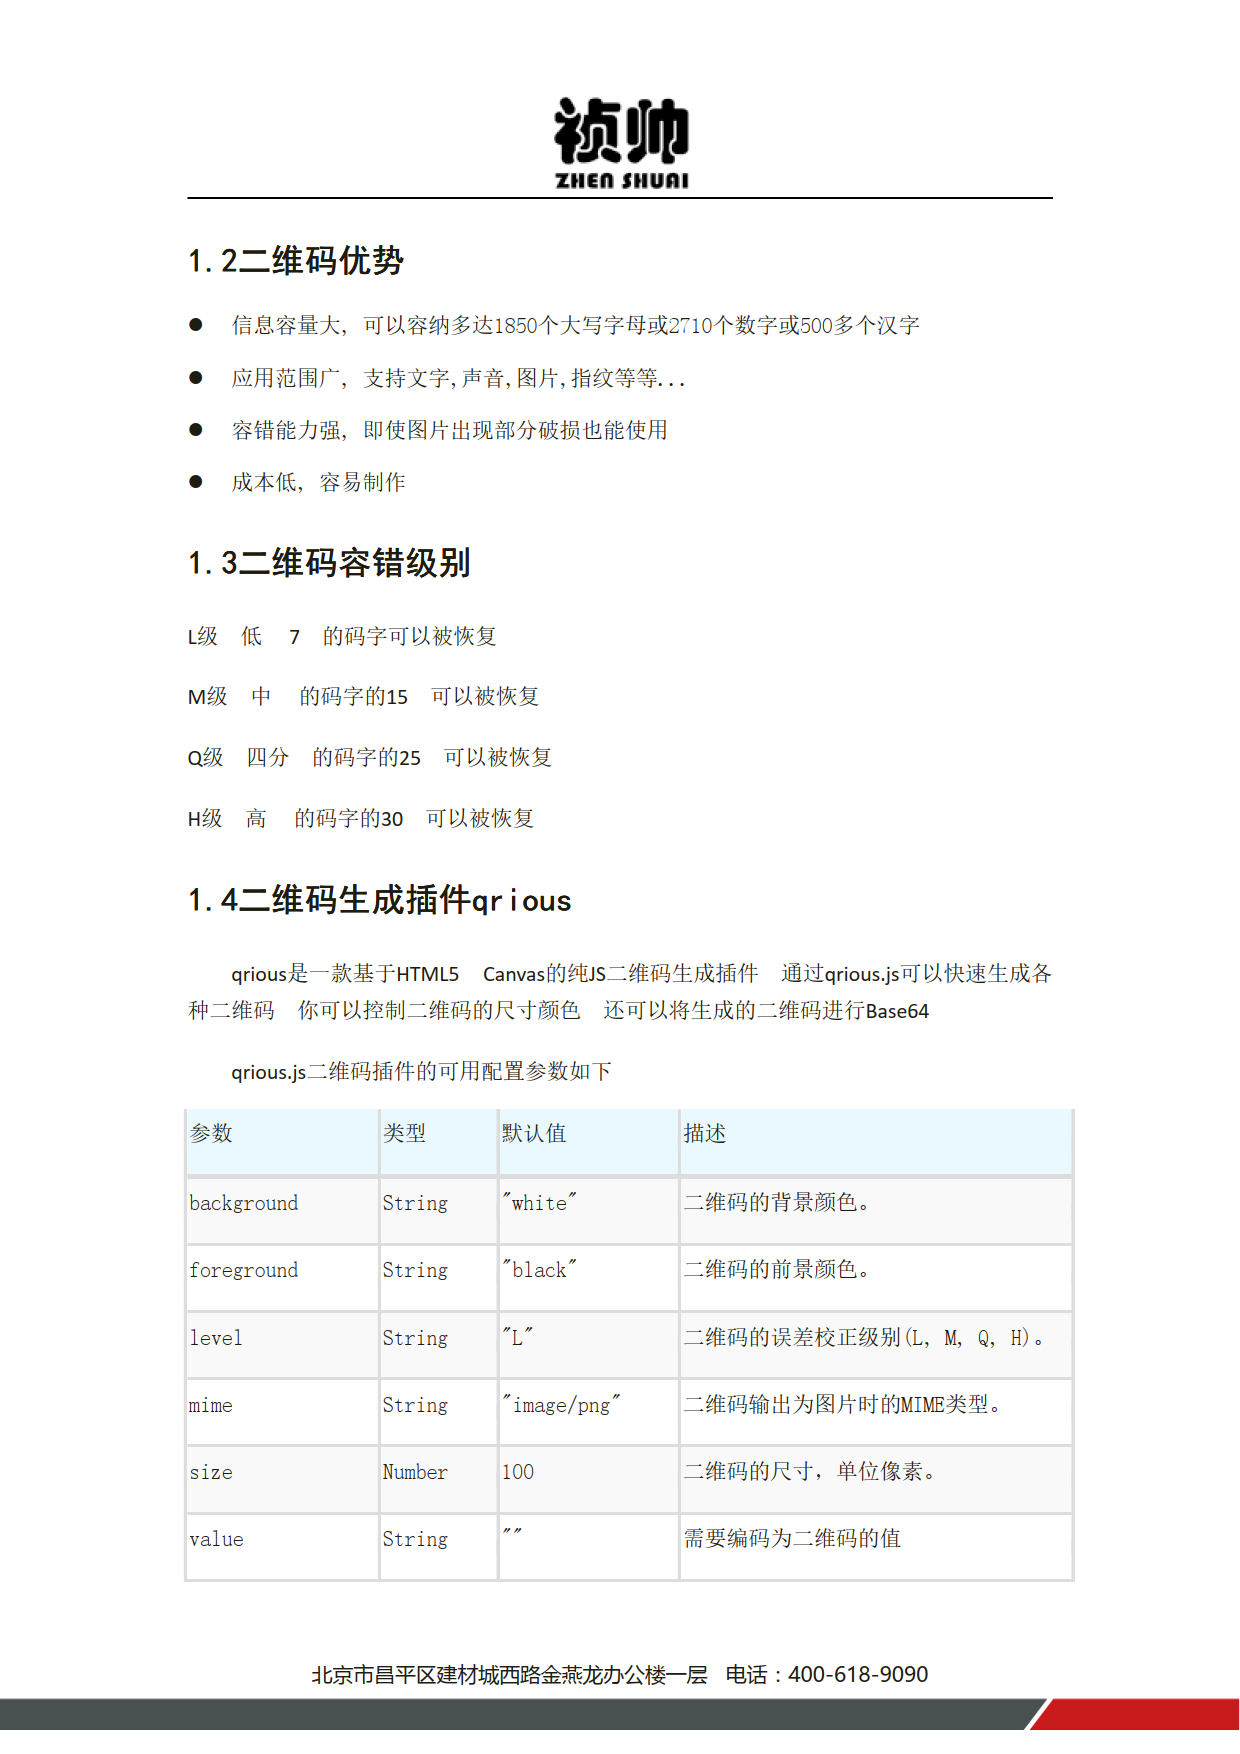 祯帅
ZHEN SHUAI
1.2二维码优势
● 信息容量大, 可以容纳多达1850个大写字母或2710个数字或500多个汉字
● 应用范围广, 支持文字,声音,图片,指纹等等...
● 容错能力强, 即使图片出现部分破损也能使用
● 成本低, 容易制作
1.3二维码容错级别
L级 低 7 的码字可以被恢复
M级 中 的码字的15 可以被恢复
Q级 四分 的码字的25 可以被恢复
H级 高 的码字的30 可以被恢复
1.4二维码生成插件qrious
qrious是一款基于HTML5 Canvas的纯JS二维码生成插件 通过qrious.js可以快速生成各
种二维码 你可以控制二维码的尺寸颜色 还可以将生成的二维码进行Base64
qrious.js二维码插件的可用配置参数如下
参数 类型 默认值 描述
background String "white" 二维码的背景颜色。
foreground String "black" 二维码的前景颜色。
level String "L" 二维码的误差校正级别(L, M, Q, H)。
mime String "image/png" 二维码输出为图片时的MIME类型。
size Number 100 二维码的尺寸，单位像素。
value String "" 需要编码为二维码的值
北京市昌平区建材城西路金燕龙办公楼一层 电话：400-618-9090